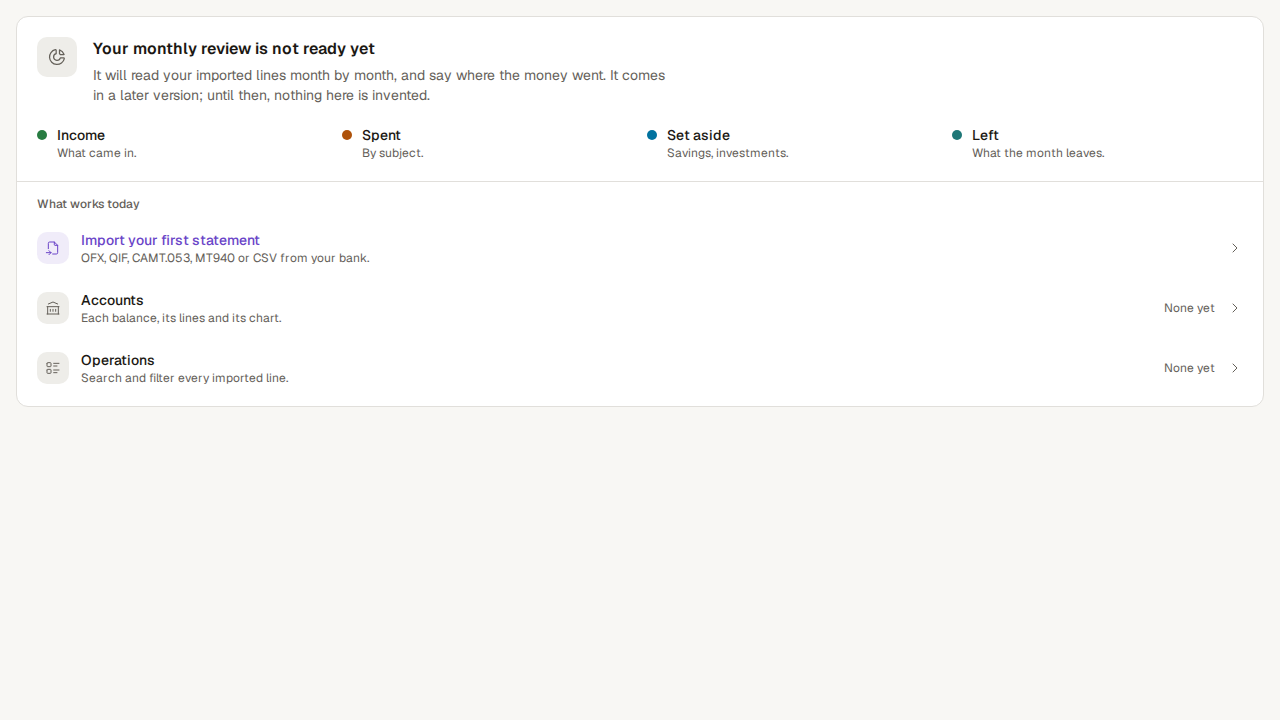 Your monthly review is not ready yet
It will read your imported lines month by month, and say where the money went. It comes
in a later version; until then, nothing here is invented.
Income
What came in.
Spent
By subject.
Set aside
Savings, investments.
Left
What the month leaves.
What works today
Import your first statement
OFX, QIF, CAMT.053, MT940 or CSV from your bank.
Accounts
Each balance, its lines and its chart.
None yet
Operations
Search and filter every imported line.
None yet